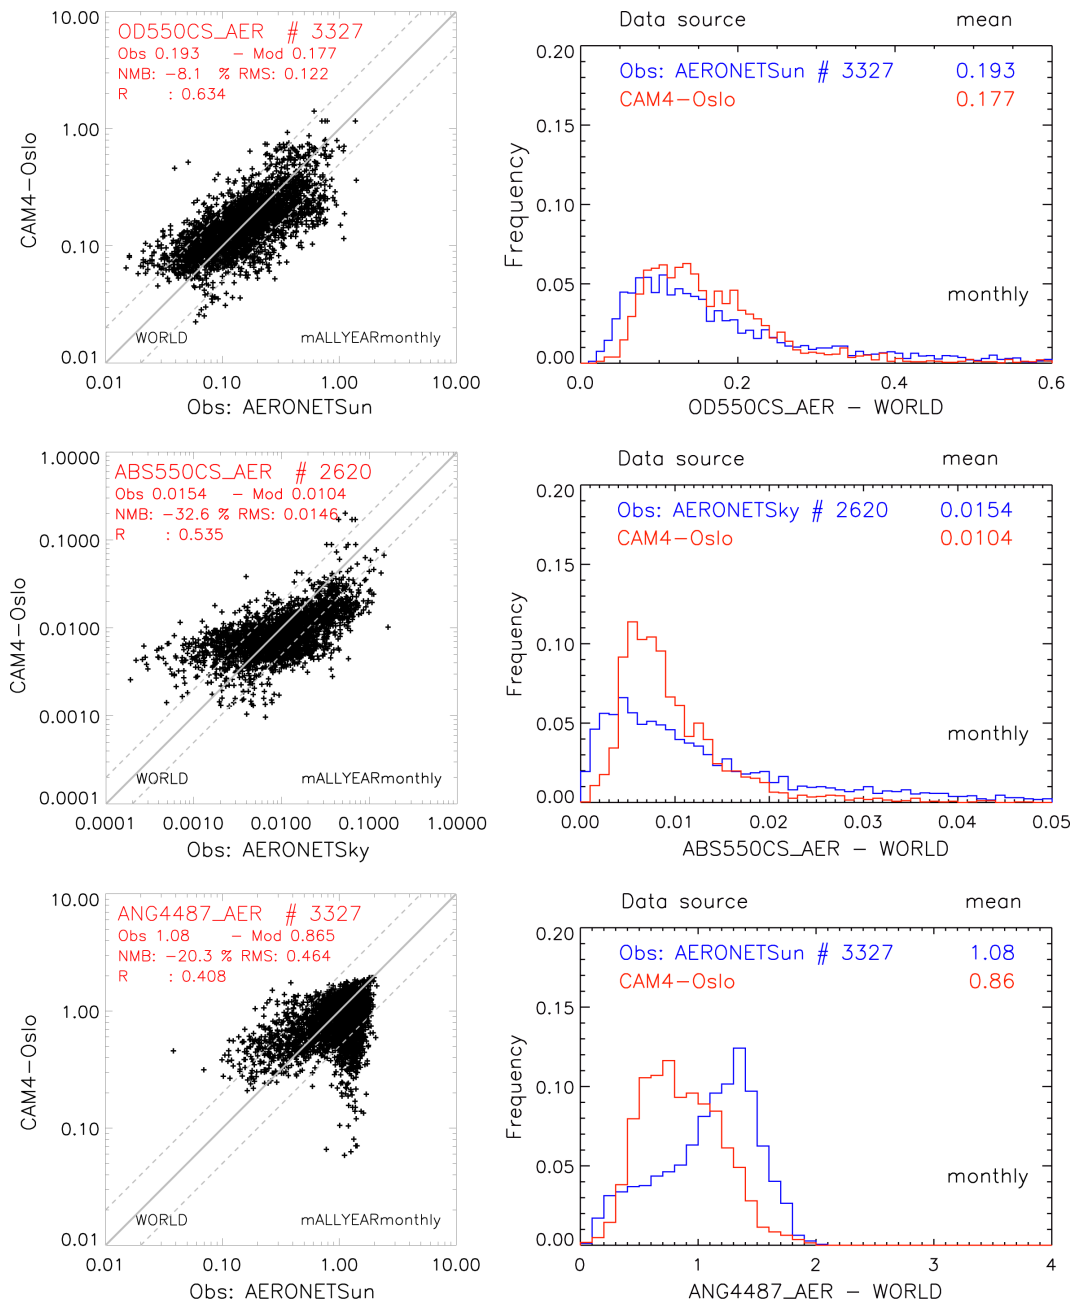 10.00
OD550CS_AER # 3327
Obs 0.193 − Mod 0.177
NMB: −8.1 % RMS: 0.122
R : 0.634
1.00
0.10
0.01
CAM4−Oslo
WORLD
mALLYEARmonthly
0.01 0.10 1.00 10.00
Obs: AERONETSun
Data source mean
0.20
Obs: AERONETSun # 3327 0.193
CAM4−Oslo 0.177
0.15
0.10
0.05
0.00
Frequency
monthly
0.0 0.2 0.4 0.6
OD550CS_AER − WORLD
1.0000
ABS550CS_AER # 2620
Obs 0.0154 − Mod 0.0104
NMB: −32.6 % RMS: 0.0146
R : 0.535
0.1000
0.0100
0.0010
0.0001
CAM4−Oslo
WORLD
mALLYEARmonthly
0.0001 0.0010 0.0100 0.1000 1.0000
Obs: AERONETSky
Data source mean
0.20
Obs: AERONETSky # 2620 0.0154
CAM4−Oslo 0.0104
0.15
0.10
0.05
0.00
Frequency
monthly
0.00 0.01 0.02 0.03 0.04 0.05
ABS550CS_AER − WORLD
10.00
ANG4487_AER # 3327
Obs 1.08 − Mod 0.865
NMB: −20.3 % RMS: 0.464
R : 0.408
1.00
0.10
0.01
CAM4−Oslo
WORLD
mALLYEARmonthly
0.01 0.10 1.00 10.00
Obs: AERONETSun
Data source mean
0.20
Obs: AERONETSun # 3327 1.08
CAM4−Oslo 0.86
0.15
0.10
0.05
0.00
Frequency
monthly
0 1 2 3 4
ANG4487_AER − WORLD